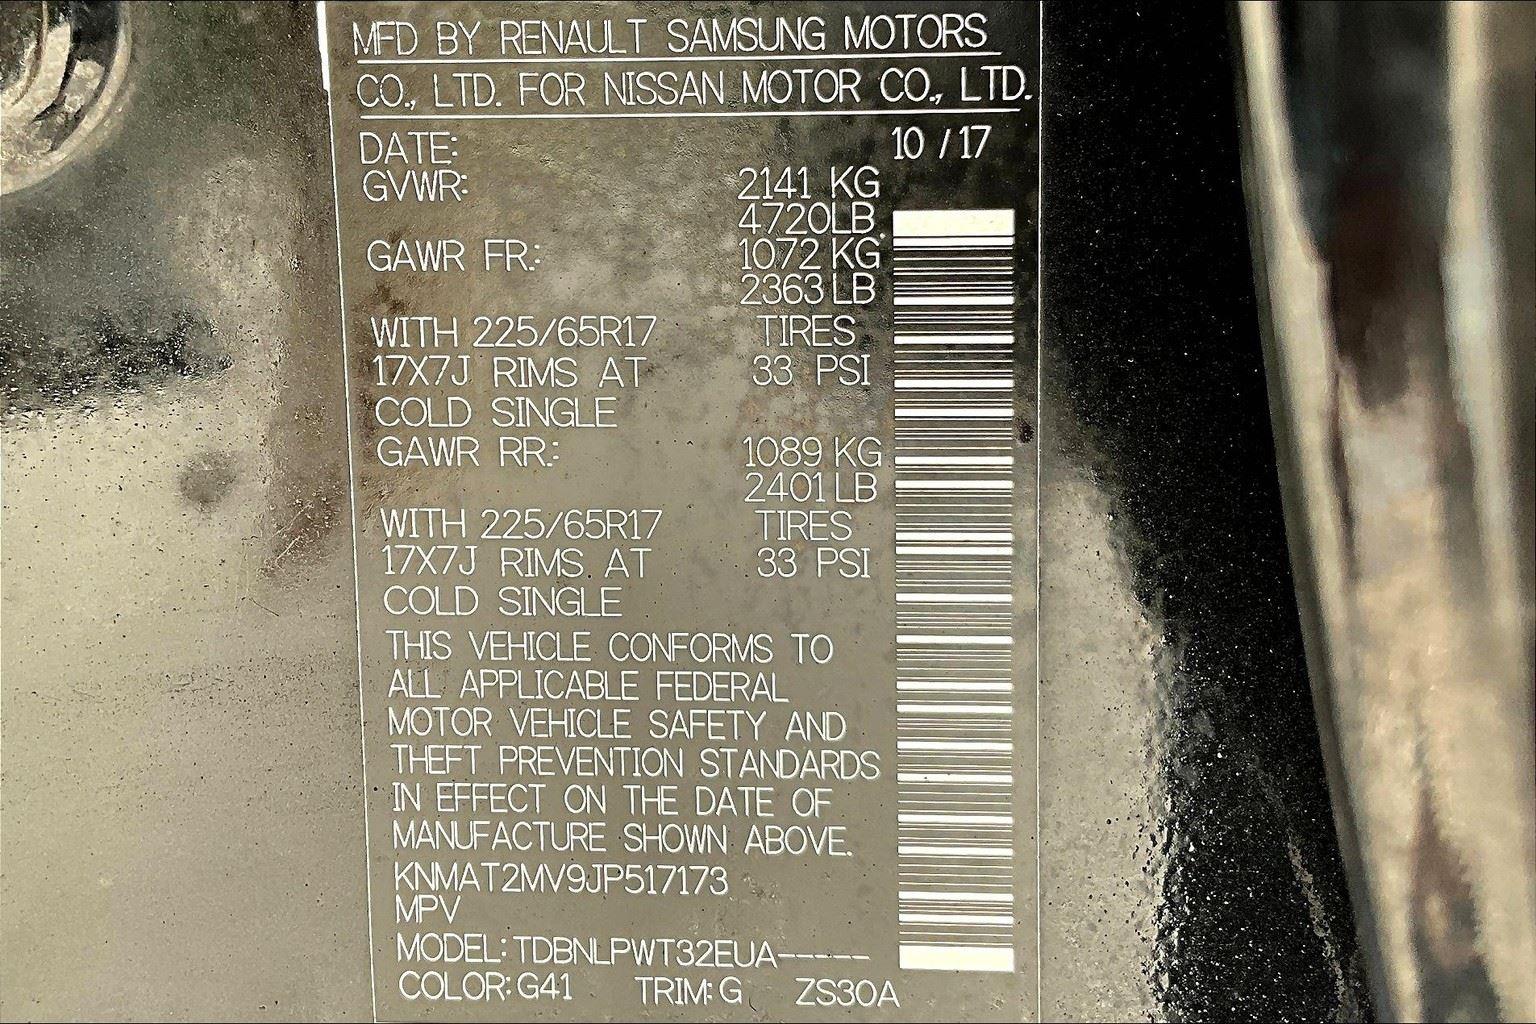 MFD BY RENAULT SAMSUNG MOTORS
CO., LTD. FOR NISSAN MOTOR CO., LTD.
DATE: 10 / 17
GVWR: 2141 KG
4720LB
GAWR FR.: 1072 KG
2363 LB
WITH 225/65R17 TIRES
17X7J RIMS AT 33 PSI
COLD SINGLE
GAWR RR.: 1089 KG
2401 LB
WITH 225/65R17 TIRES
17X7J RIMS AT 33 PSI
COLD SINGLE
THIS VEHICLE CONFORMS TO
ALL APPLICABLE FEDERAL
MOTOR VEHICLE SAFETY AND
THEFT PREVENTION STANDARDS
IN EFFECT ON THE DATE OF
MANUFACTURE SHOWN ABOVE.
KNMAT2MV9JP517173
MPV
MODEL: TDBNLPWT32EUA-----
COLOR: G41 TRIM: G ZS30A